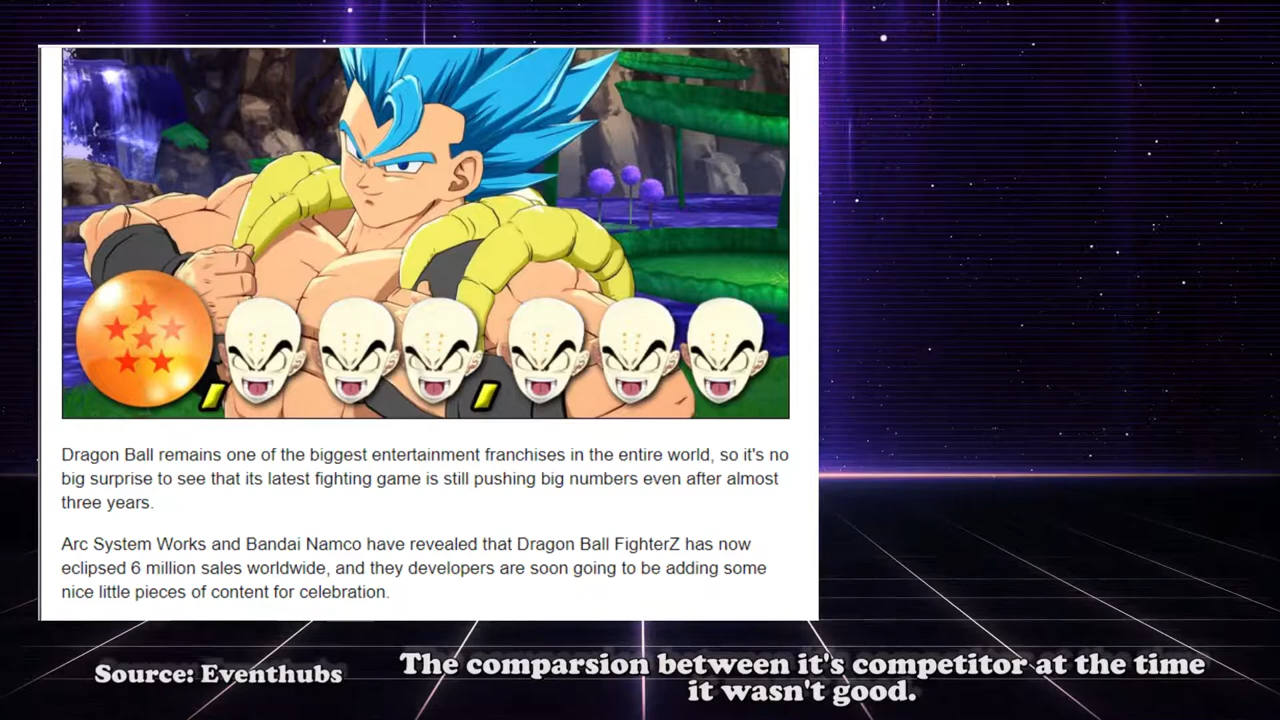 Dragon Ball remains one of the biggest entertainment franchises in the entire world, so it's no
big surprise to see that its latest fighting game is still pushing big numbers even after almost
three years.
Arc System Works and Bandai Namco have revealed that Dragon Ball FighterZ has now
eclipsed 6 million sales worldwide, and they developers are soon going to be adding some
nice little pieces of content for celebration.
Source: Eventhubs
The comparsion between it's competitor at the time
it wasn't good.